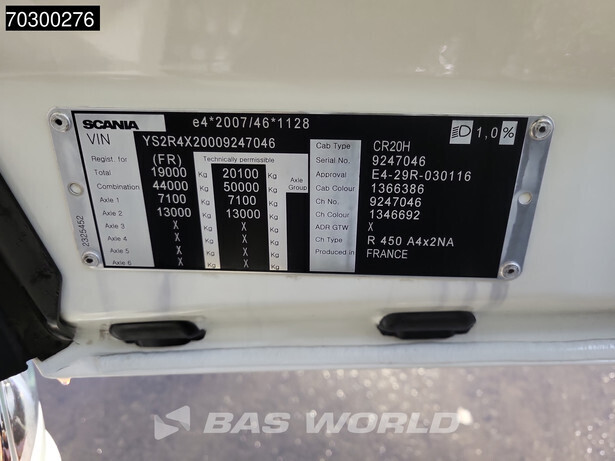 70300276
SCANIA e4*2007/46*1128 1,0%
VIN YS2R4X20009247046
Regist. for (FR) Technically permissible
Total 19000 Kg 20100 Kg Axle Group
Combination 44000 Kg 50000 Kg
Axle 1 7100 Kg 7100 Kg
Axle 2 13000 Kg 13000 Kg
Axle 3 X Kg X Kg
Axle 4 X Kg X Kg
Axle 5 X Kg X Kg
Axle 6 X Kg X Kg
2325452
Cab Type CR20H
Serial No. 9247046
Approval E4-29R-030116
Cab Colour 1366386
Ch No. 9247046
Ch Colour 1346692
ADR GTW X
Ch Type R 450 A4x2NA
Produced in FRANCE
BAS WORLD